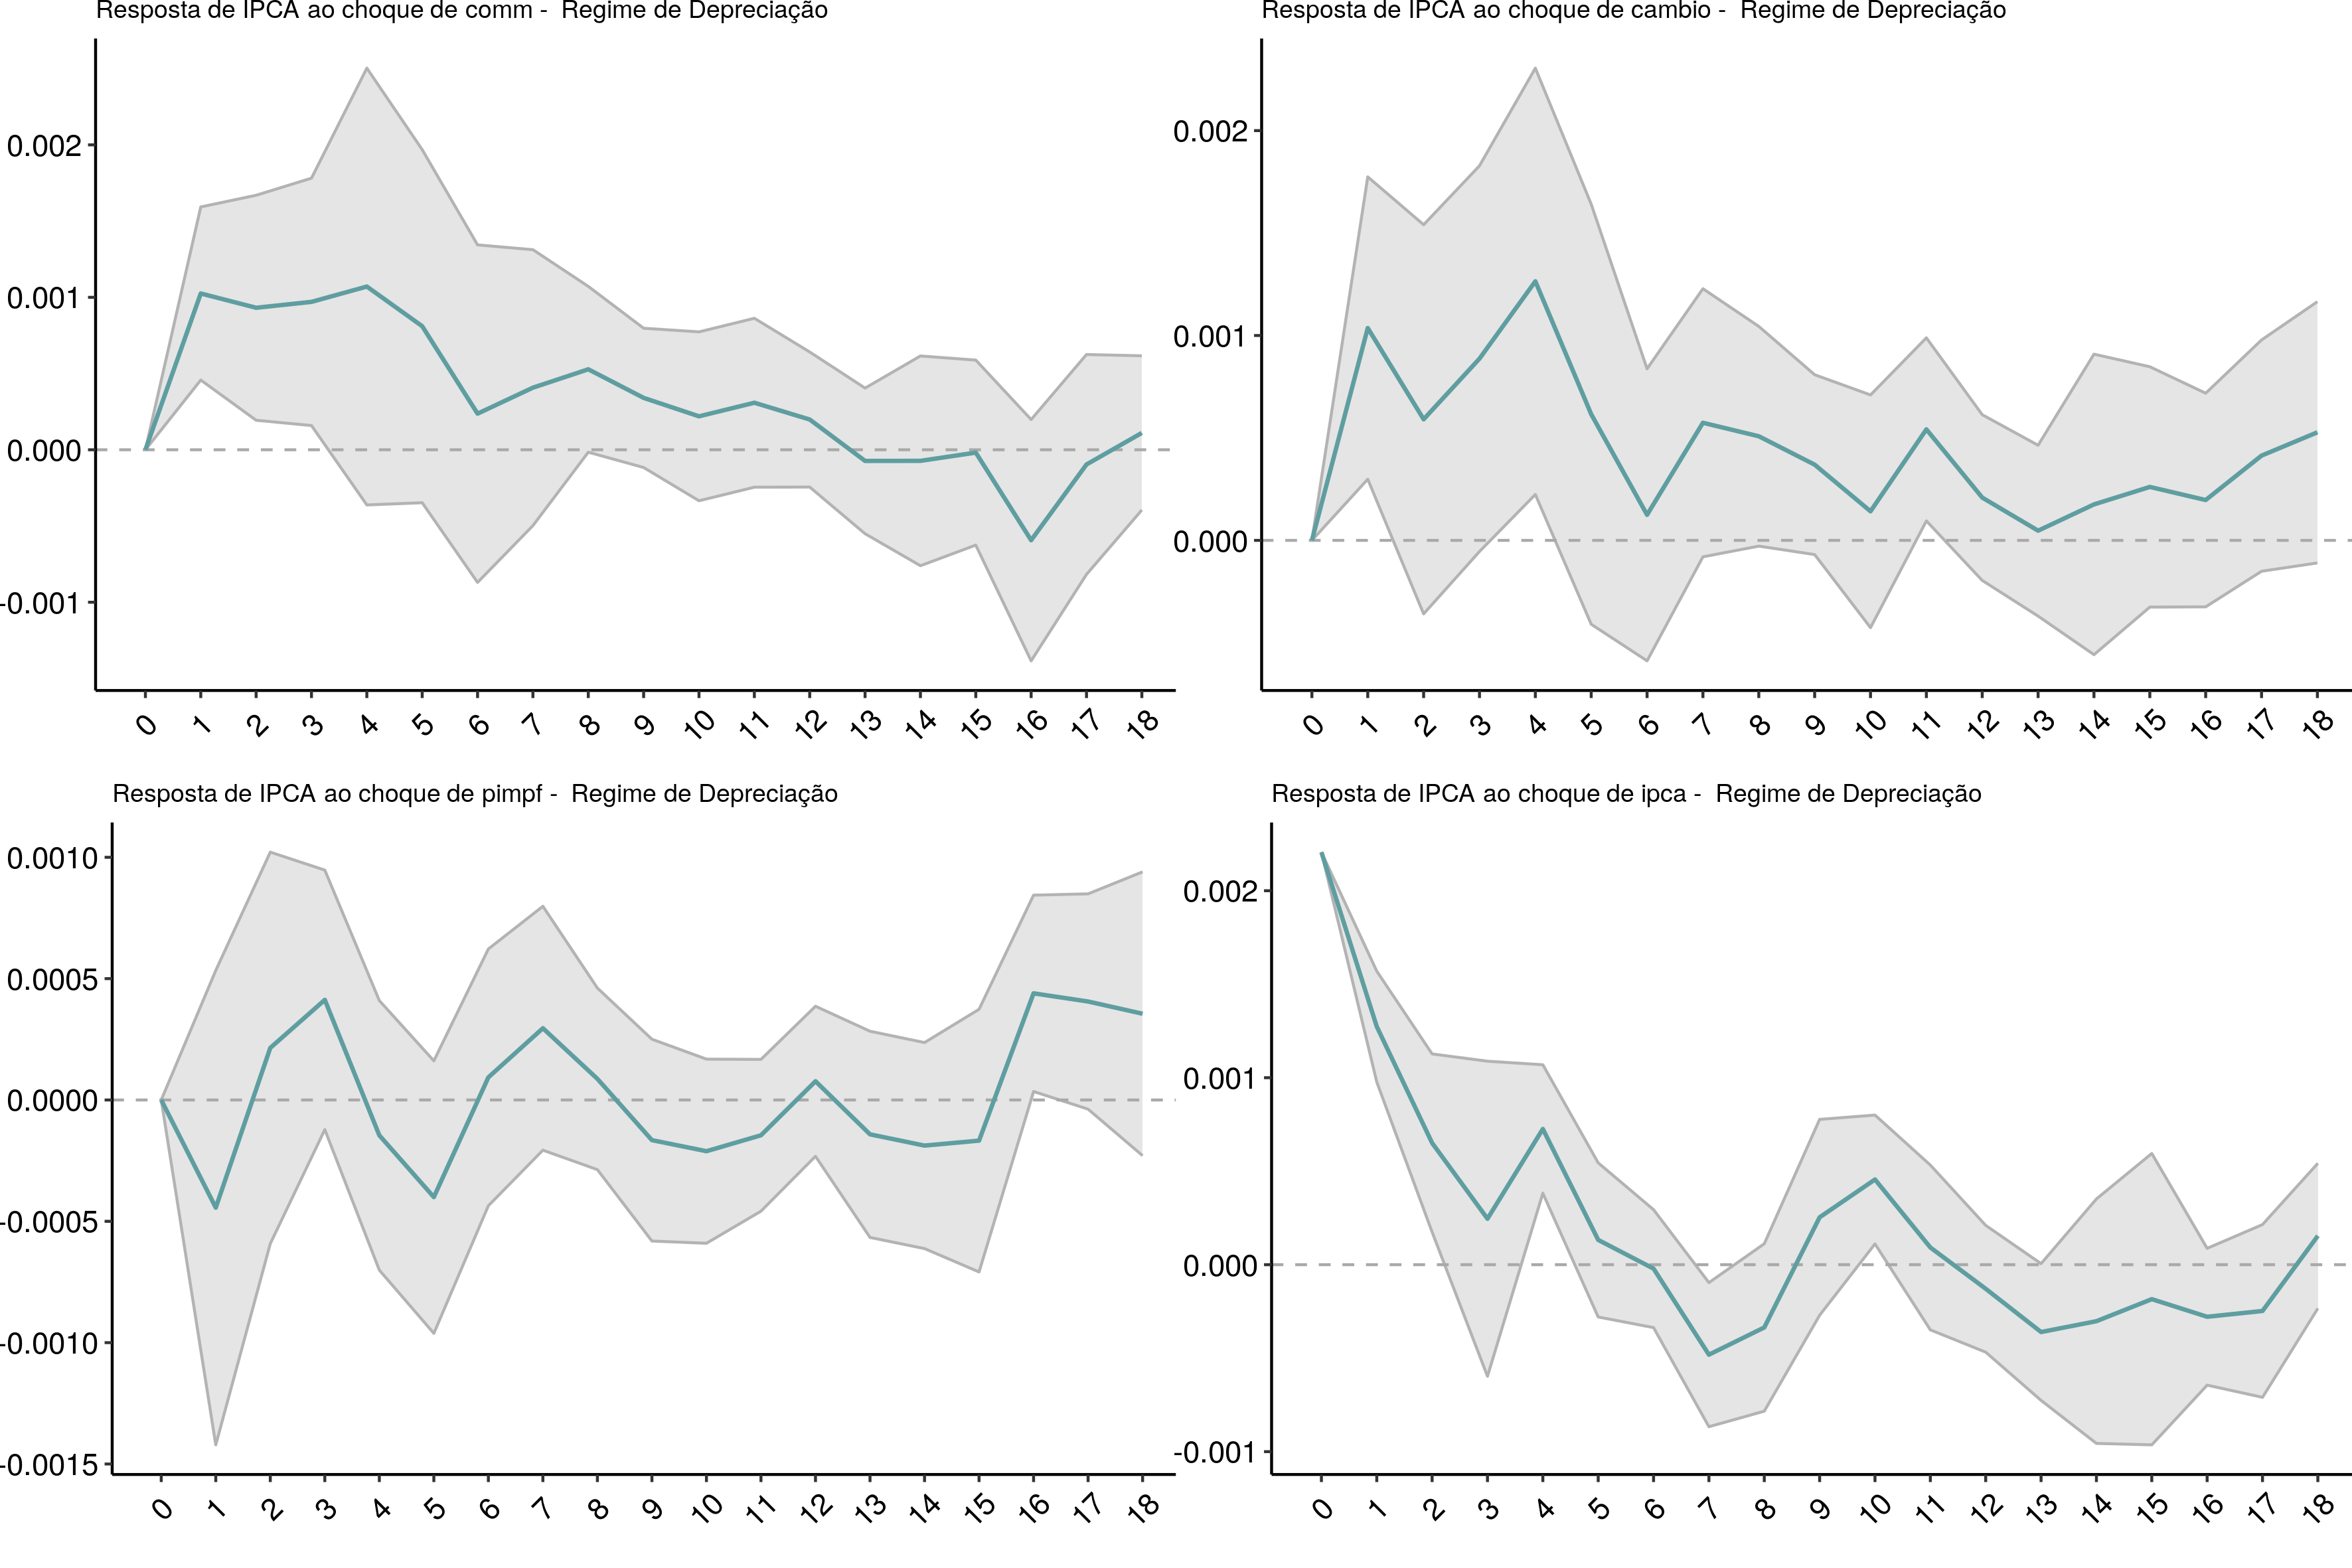 Resposta de IPCA ao choque de comm -  Regime de Depreciação
0.002
0.001
0.000
-0.001
0 1 2 3 4 5 6 7 8 9 10 11 12 13 14 15 16 17 18
Resposta de IPCA ao choque de cambio -  Regime de Depreciação
0.002
0.001
0.000
0 1 2 3 4 5 6 7 8 9 10 11 12 13 14 15 16 17 18
Resposta de IPCA ao choque de pimpf -  Regime de Depreciação
0.0010
0.0005
0.0000
-0.0005
-0.0010
-0.0015
0 1 2 3 4 5 6 7 8 9 10 11 12 13 14 15 16 17 18
Resposta de IPCA ao choque de ipca -  Regime de Depreciação
0.002
0.001
0.000
-0.001
0 1 2 3 4 5 6 7 8 9 10 11 12 13 14 15 16 17 18